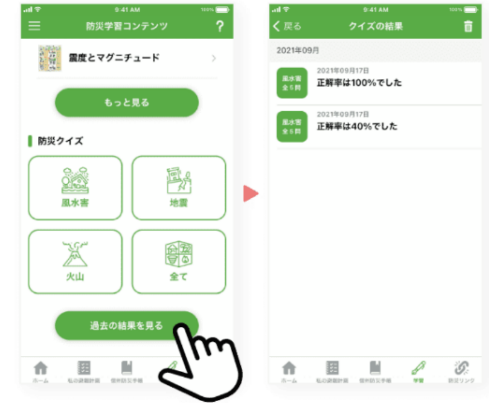 9:41 AM
100%
防災学習コンテンツ
?
震度とマグニチュード
もっと見る
防災クイズ
風水害
地震
火山
全て
過去の結果を見る
ホーム
9:41 AM
100%
戻る
クイズの結果
2021年09月
風水害
全5問
2021年09月17日
正解率は100%でした
風水害
全5問
2021年09月17日
正解率は40%でした
ホーム
学習
防災リンク